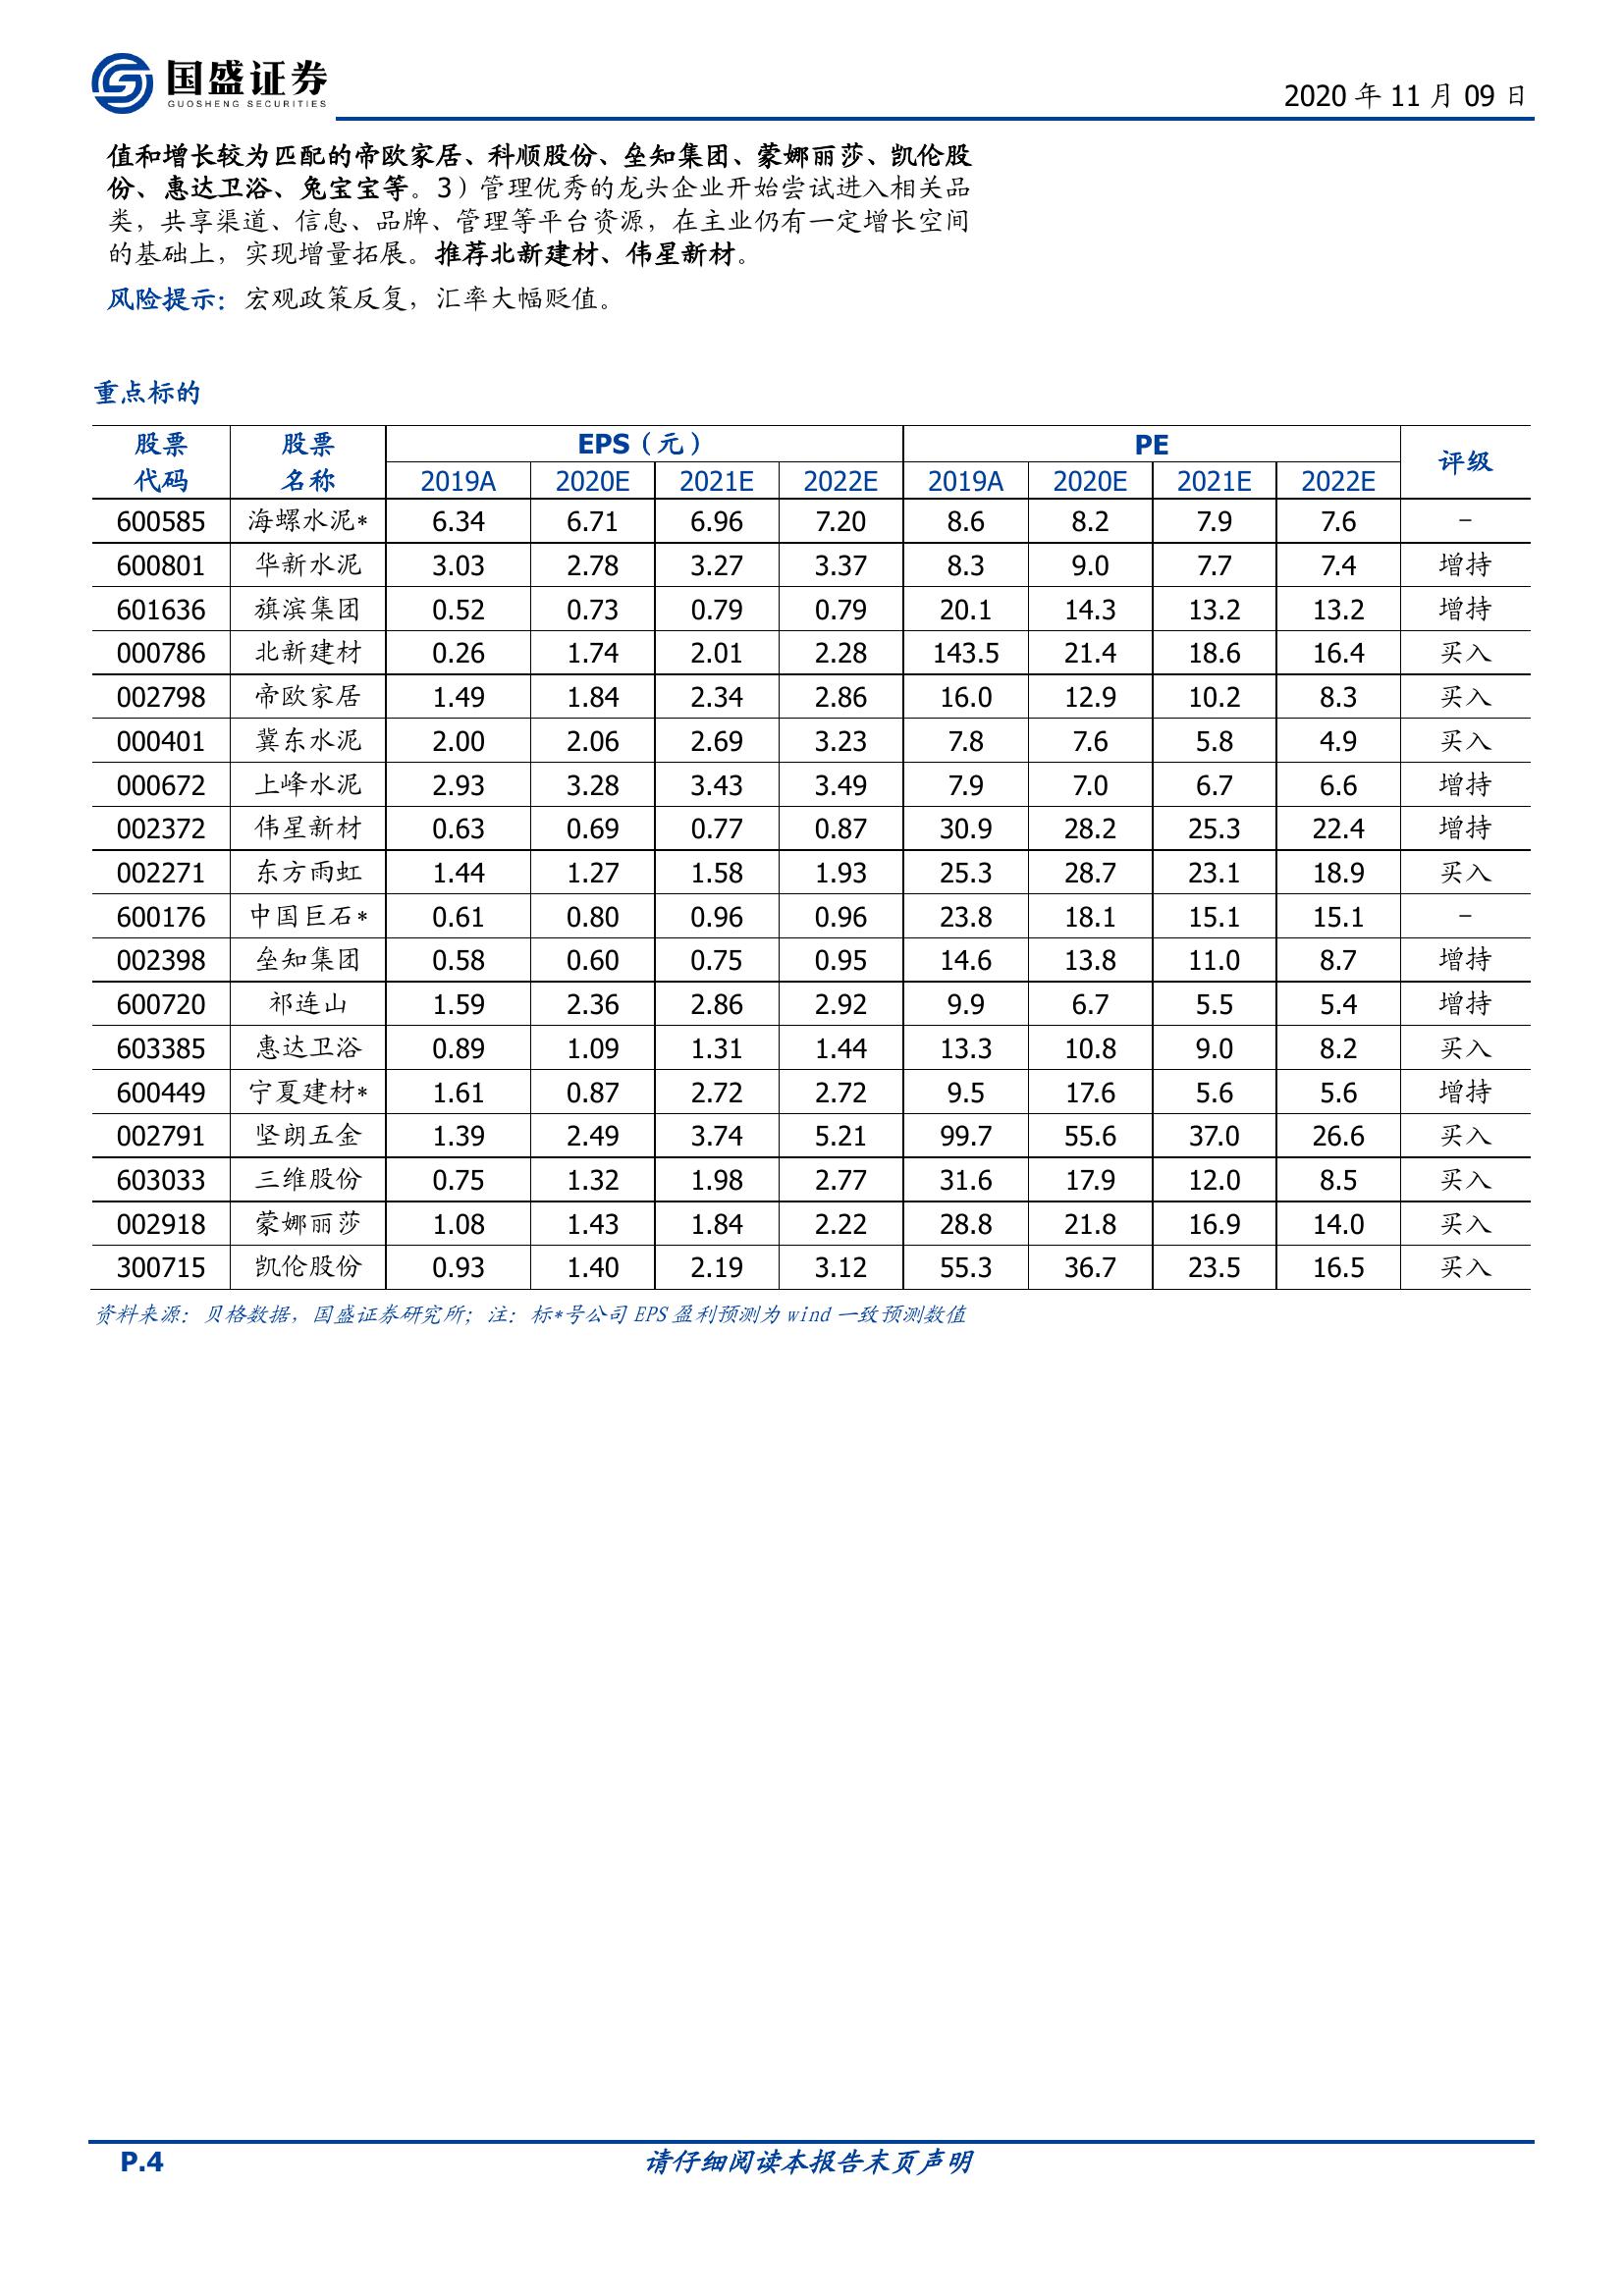 国盛证券
GUOSHENG SECURITIES
2020 年 11 月 09 日
值和增长较为匹配的帝欧家居、科顺股份、垒知集团、蒙娜丽莎、凯伦股
份、惠达卫浴、兔宝宝等。3）管理优秀的龙头企业开始尝试进入相关品
类，共享渠道、信息、品牌、管理等平台资源，在主业仍有一定增长空间
的基础上，实现增量拓展。推荐北新建材、伟星新材。
风险提示：宏观政策反复，汇率大幅贬值。
重点标的
股票代码 股票名称 EPS（元） PE 评级
2019A 2020E 2021E 2022E 2019A 2020E 2021E 2022E
600585 海螺水泥* 6.34 6.71 6.96 7.20 8.6 8.2 7.9 7.6 -
600801 华新水泥 3.03 2.78 3.27 3.37 8.3 9.0 7.7 7.4 增持
601636 旗滨集团 0.52 0.73 0.79 0.79 20.1 14.3 13.2 13.2 增持
000786 北新建材 0.26 1.74 2.01 2.28 143.5 21.4 18.6 16.4 买入
002798 帝欧家居 1.49 1.84 2.34 2.86 16.0 12.9 10.2 8.3 买入
000401 冀东水泥 2.00 2.06 2.69 3.23 7.8 7.6 5.8 4.9 买入
000672 上峰水泥 2.93 3.28 3.43 3.49 7.9 7.0 6.7 6.6 增持
002372 伟星新材 0.63 0.69 0.77 0.87 30.9 28.2 25.3 22.4 增持
002271 东方雨虹 1.44 1.27 1.58 1.93 25.3 28.7 23.1 18.9 买入
600176 中国巨石* 0.61 0.80 0.96 0.96 23.8 18.1 15.1 15.1 -
002398 垒知集团 0.58 0.60 0.75 0.95 14.6 13.8 11.0 8.7 增持
600720 祁连山 1.59 2.36 2.86 2.92 9.9 6.7 5.5 5.4 增持
603385 惠达卫浴 0.89 1.09 1.31 1.44 13.3 10.8 9.0 8.2 买入
600449 宁夏建材* 1.61 0.87 2.72 2.72 9.5 17.6 5.6 5.6 增持
002791 坚朗五金 1.39 2.49 3.74 5.21 99.7 55.6 37.0 26.6 买入
603033 三维股份 0.75 1.32 1.98 2.77 31.6 17.9 12.0 8.5 买入
002918 蒙娜丽莎 1.08 1.43 1.84 2.22 28.8 21.8 16.9 14.0 买入
300715 凯伦股份 0.93 1.40 2.19 3.12 55.3 36.7 23.5 16.5 买入
资料来源：贝格数据，国盛证券研究所；注：标*号公司 EPS 盈利预测为 wind 一致预测数值
P.4 请仔细阅读本报告末页声明